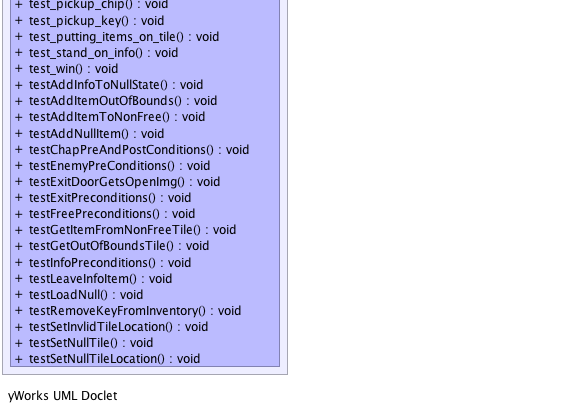 + test_pickup_chip() : void
+ test_pickup_key() : void
+ test_putting_items_on_tile() : void
+ test_stand_on_info() : void
+ test_win() : void
+ testAddInfoToNullState() : void
+ testAddItemOutOfBounds() : void
+ testAddItemToNonFree() : void
+ testAddNullItem() : void
+ testChapPreAndPostConditions() : void
+ testEnemyPreConditions() : void
+ testExitDoorGetsOpenImg() : void
+ testExitPreconditions() : void
+ testFreePreconditions() : void
+ testGetItemFromNonFreeTile() : void
+ testGetOutOfBoundsTile() : void
+ testInfoPreconditions() : void
+ testLeaveInfoItem() : void
+ testLoadNull() : void
+ testRemoveKeyFromInventory() : void
+ testSetInvlidTileLocation() : void
+ testSetNullTile() : void
+ testSetNullTileLocation() : void
yWorks UML Doclet